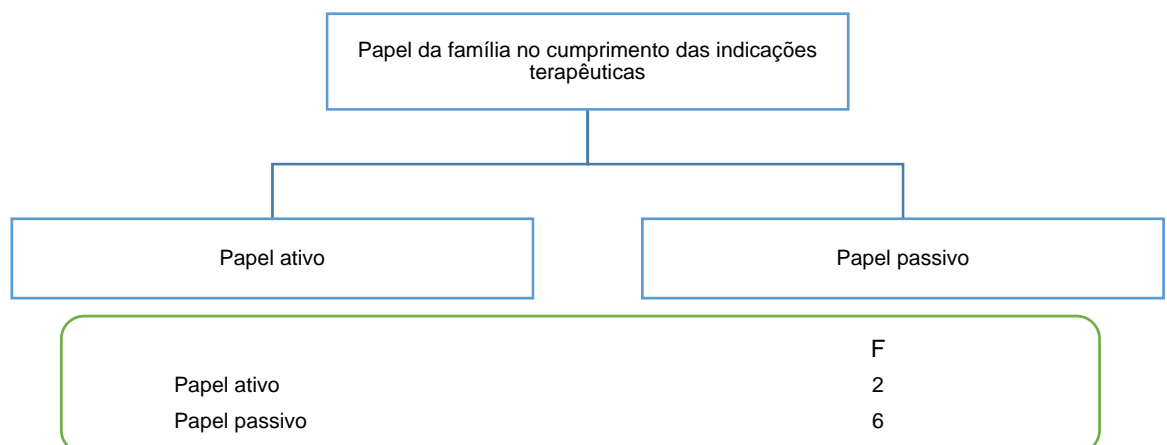 Papel da família no cumprimento das indicações
terapêuticas
Papel ativo
Papel passivo
F
Papel ativo 2
Papel passivo 6